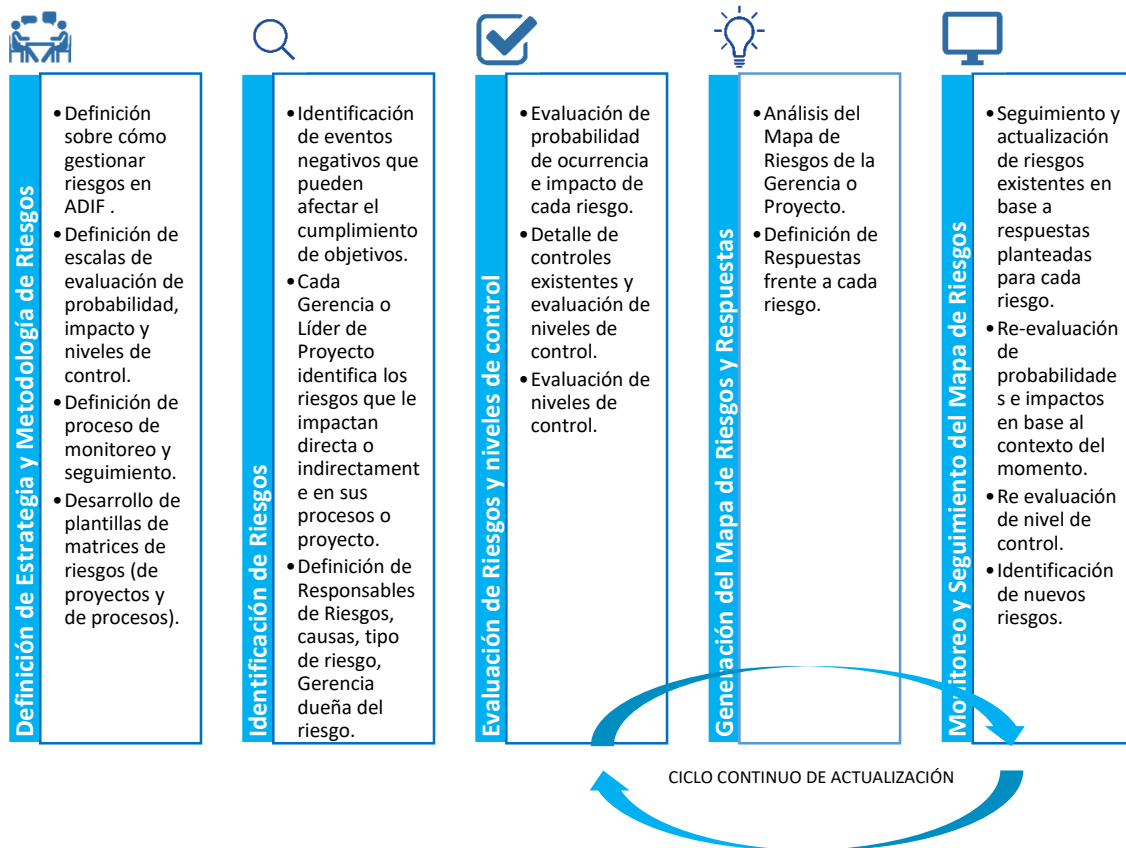 Definición de Estrategia y Metodología de Riesgos
•Definición
sobre cómo
gestionar
riesgos en
ADIF .
•Definición de
escalas de
evaluación de
probabilidad,
impacto y
niveles de
control.
•Definición de
proceso de
monitoreo y
seguimiento.
•Desarrollo de
plantillas de
matrices de
riesgos (de
proyectos y
de procesos).
Identificación de Riesgos
•Identificación
de eventos
negativos que
pueden
afectar el
cumplimiento
de objetivos.
•Cada
Gerencia o
Líder de
Proyecto
identifica los
riesgos que le
impactan
directa o
indirectament
e en sus
procesos o
proyecto.
•Definición de
Responsables
de Riesgos,
causas, tipo
de riesgo,
Gerencia
dueña del
riesgo.
Evaluación de Riesgos y niveles de control
•Evaluación de
probabilidad
de ocurrencia
e impacto de
cada riesgo.
•Detalle de
controles
existentes y
evaluación de
niveles de
control.
•Evaluación de
niveles de
control.
Generación del Mapa de Riesgos y Respuestas
•Análisis del
Mapa de
Riesgos de la
Gerencia o
Proyecto.
•Definición de
Respuestas
frente a cada
riesgo.
Monitoreo y Seguimiento del Mapa de Riesgos
•Seguimiento y
actualización
de riesgos
existentes en
base a
respuestas
planteadas
para cada
riesgo.
•Re-evaluación
de
probabilidade
s e impactos
en base al
contexto del
momento.
•Re evaluación
de nivel de
control.
•Identificación
de nuevos
riesgos.
CICLO CONTINUO DE ACTUALIZACIÓN